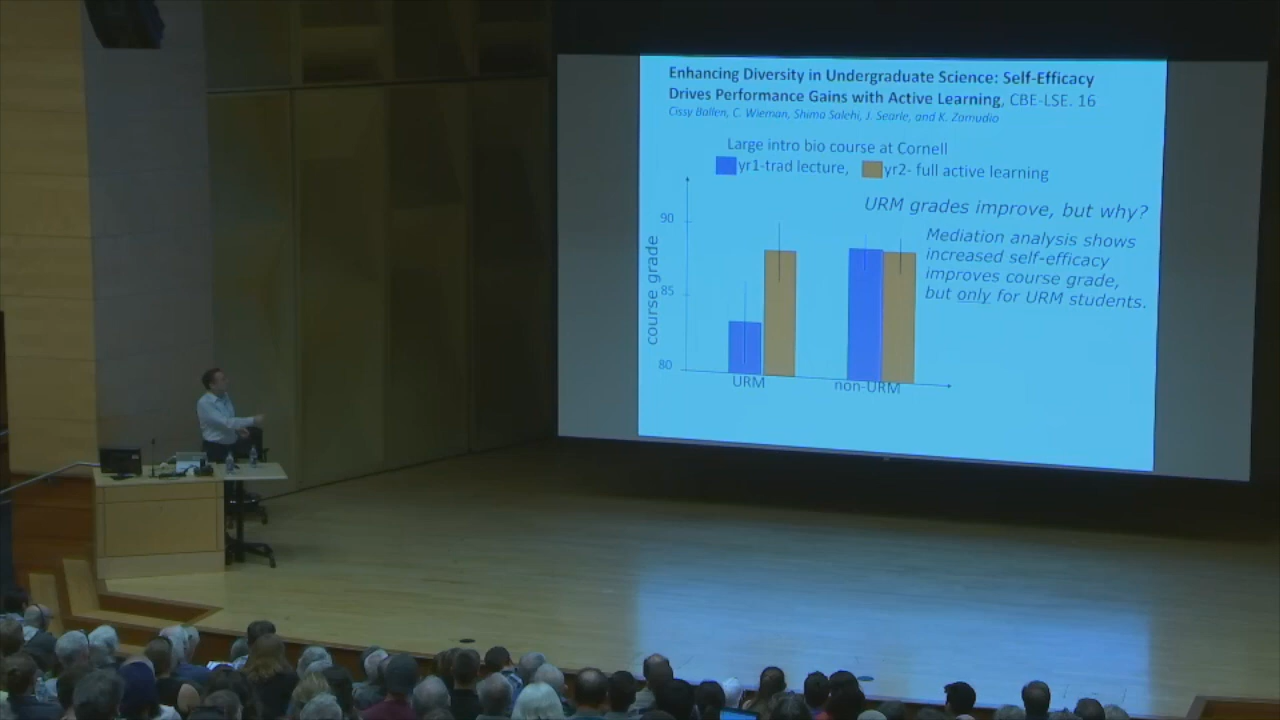 Enhancing Diversity in Undergraduate Science: Self-Efficacy
Drives Performance Gains with Active Learning, CBE-LSE. 16
Cissy Ballen, C. Wieman, Shima Salehi, J. Searle, and K. Zamudio
Large intro bio course at Cornell
yr1-trad lecture, yr2- full active learning
URM grades improve, but why?
Mediation analysis shows
increased self-efficacy
improves course grade,
but only for URM students.
course grade
90
85
80
URM non-URM